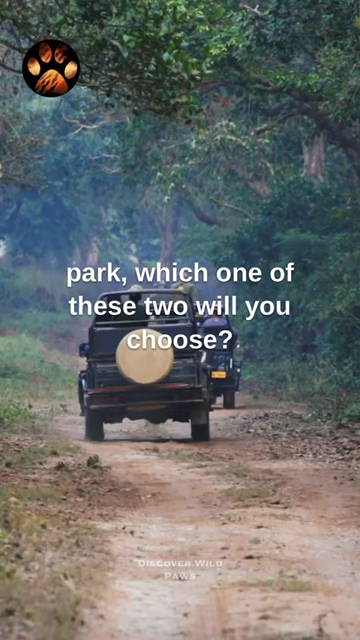 park, which one of
these two will you
choose?
DISCOVER WILD
PAWS